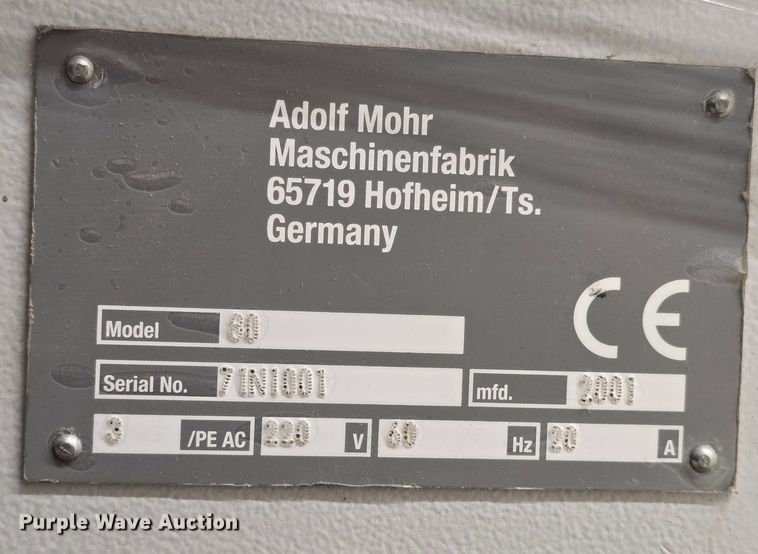 Adolf Mohr
Maschinenfabrik
65719 Hofheim/Ts.
Germany
CE
Model 80
Serial No. 71N1001 mfd. 2001
3 /PE AC 220 V 60 Hz 20 A
Purple Wave Auction